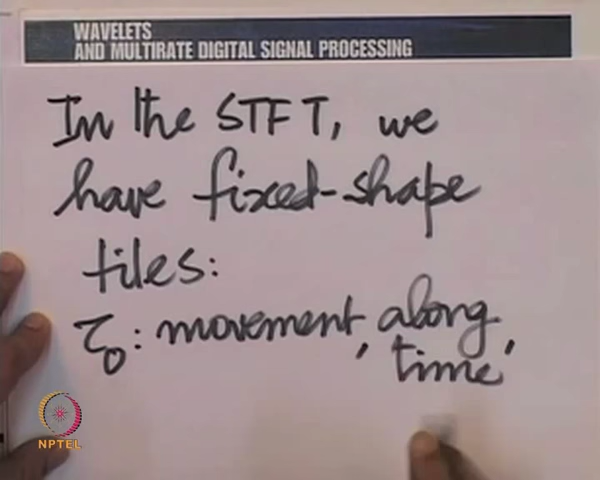 WAVELETS
AND MULTIRATE DIGITAL SIGNAL PROCESSING
In the STFT, we
have fixed-shape
tiles:
τ₀: movement, along
'time'
NPTEL